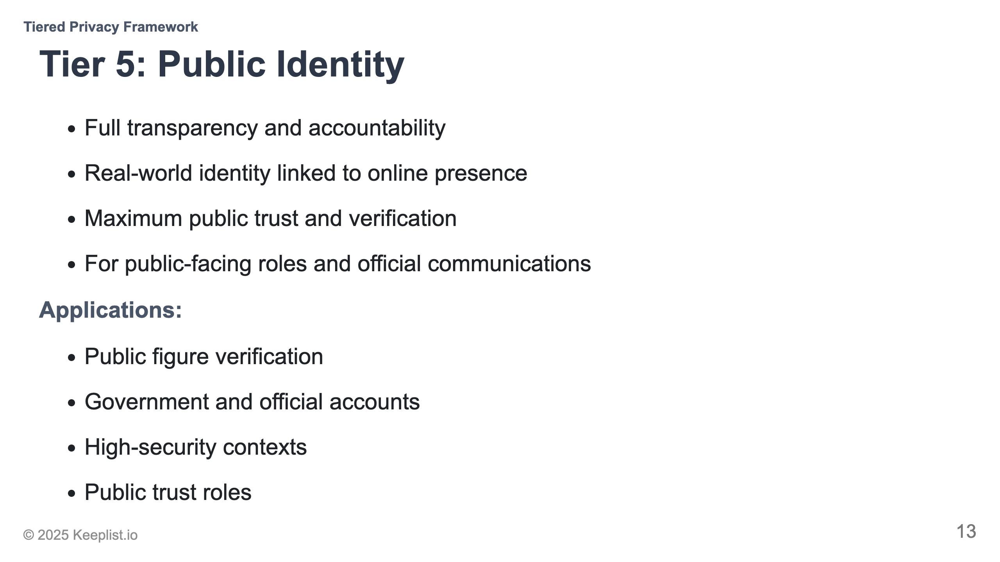 Tiered Privacy Framework
Tier 5: Public Identity
• Full transparency and accountability
• Real-world identity linked to online presence
• Maximum public trust and verification
• For public-facing roles and official communications
Applications:
• Public figure verification
• Government and official accounts
• High-security contexts
• Public trust roles
© 2025 Keeplist.io
13